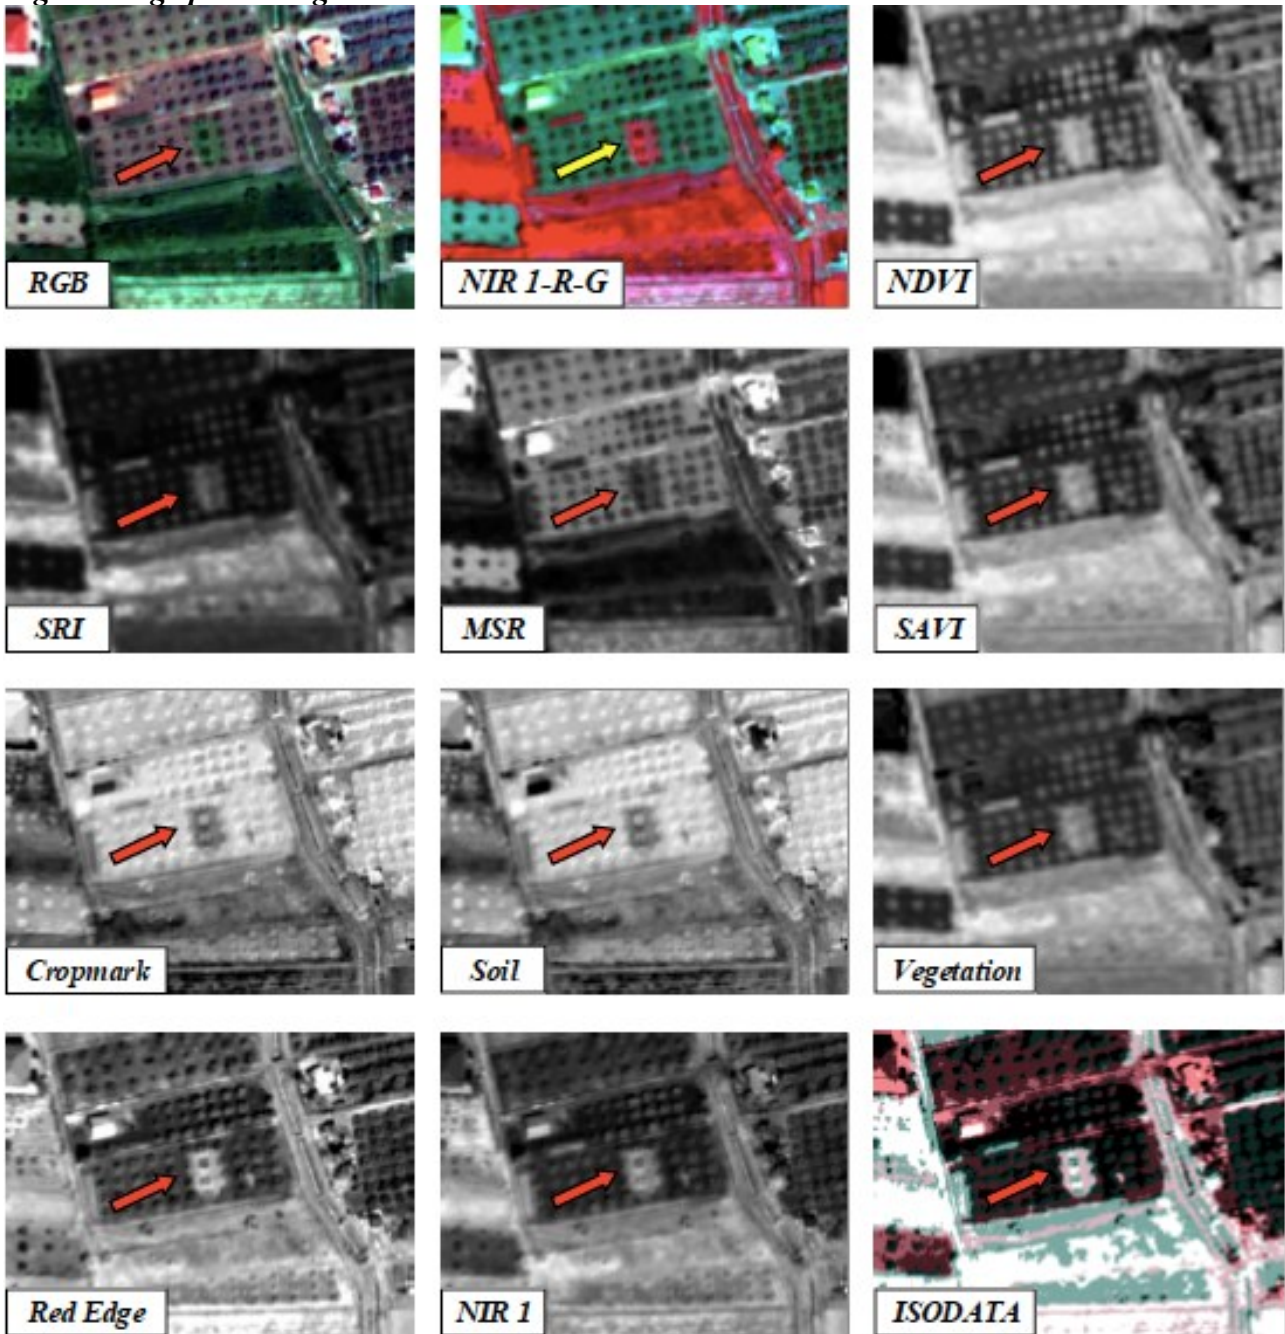 RGB
NIR 1-R-G
NDVI
SRI
MSR
SAVI
Cropmark
Soil
Vegetation
Red Edge
NIR 1
ISODATA